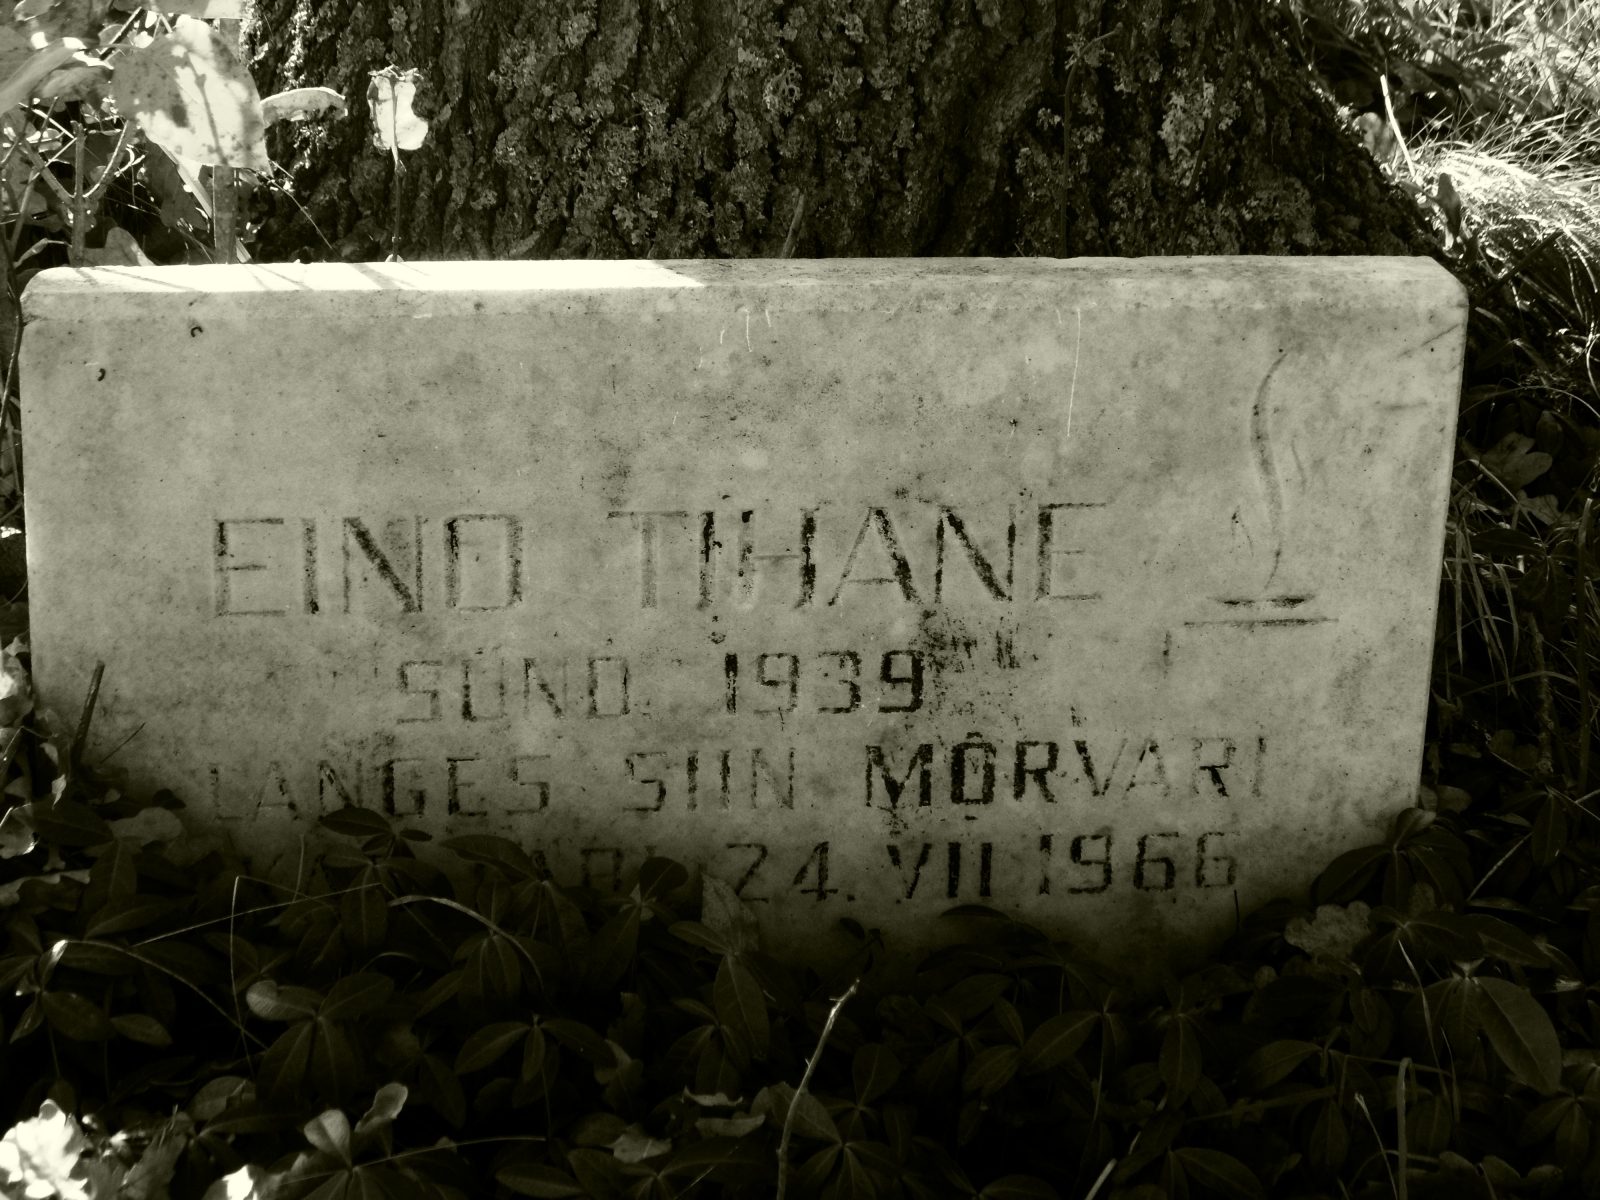 EINO TIHANE
SÜND. 1939
LANGES SIIN MÕRVARI
24. VII 1966